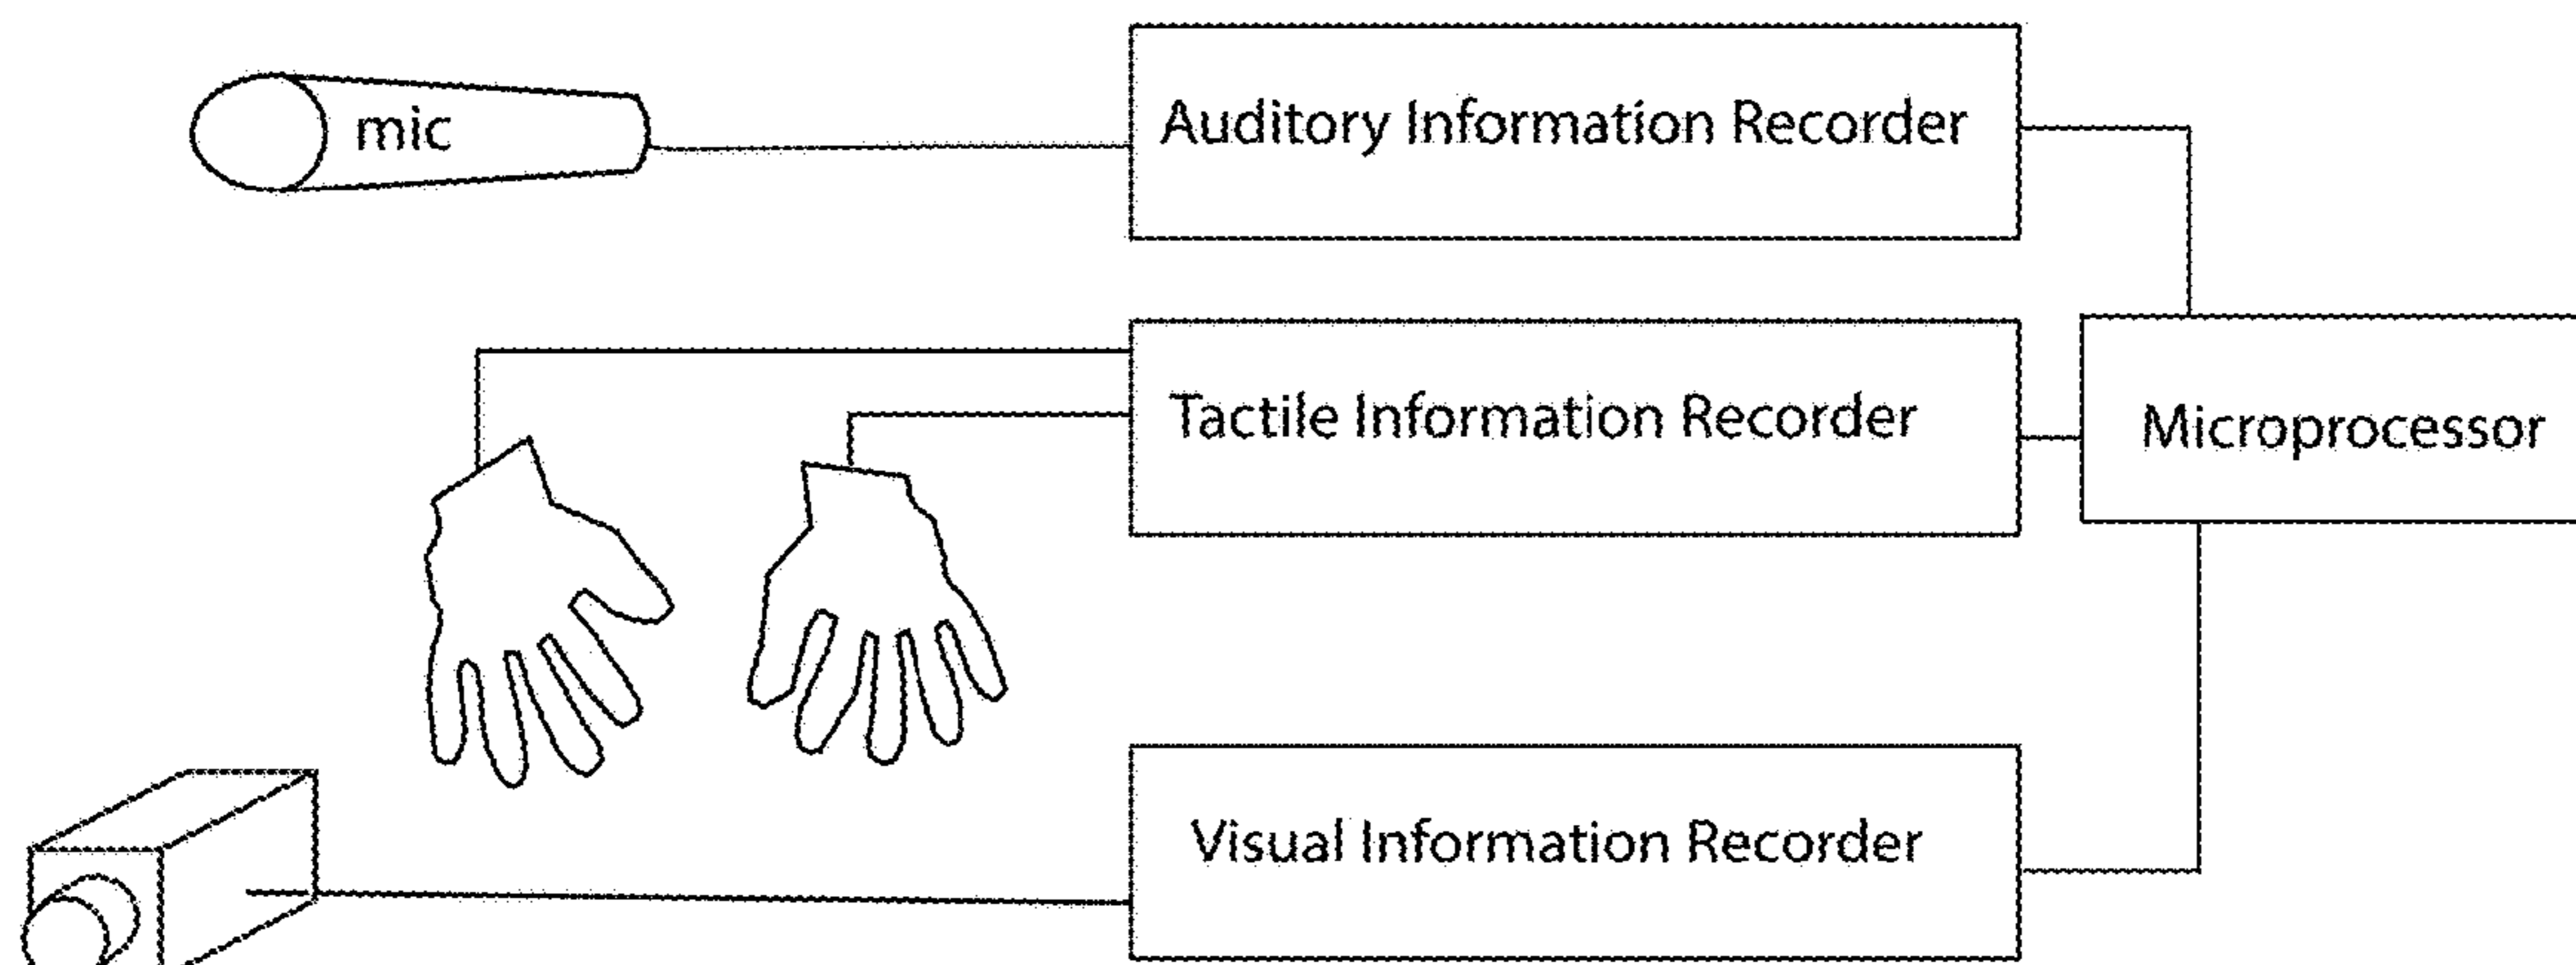 mic
Auditory Information Recorder
Tactile Information Recorder
Microprocessor
Visual Information Recorder